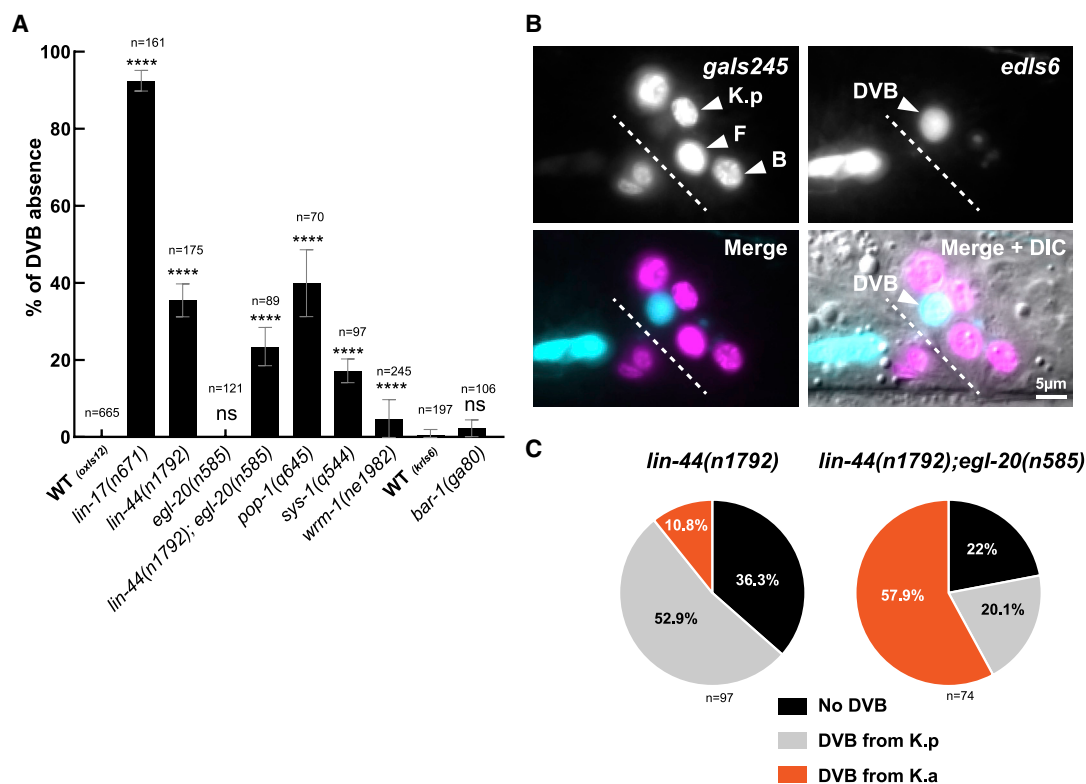 A
% of DVB absence
100
80
60
40
20
0
n=665
n=161
****
n=175
****
n=121
ns
n=89
****
n=70
****
n=97
****
n=245
****
n=197
n=106
ns
WT (oxIs12)
lin-17(n671)
lin-44(n1792)
egl-20(n585)
lin-44(n1792); egl-20(n585)
pop-1(q645)
sys-1(q544)
wrm-1(ne1982)
WT (krIs6)
bar-1(ga80)
B
gaIs245
K.p
F
B
edIs6
DVB
Merge
Merge + DIC
DVB
5µm
C
lin-44(n1792)
10.8%
36.3%
52.9%
n=97
lin-44(n1792);egl-20(n585)
22%
57.9%
20.1%
n=74
No DVB
DVB from K.p
DVB from K.a